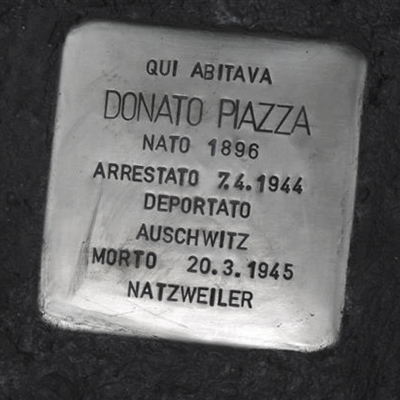 QUI ABITAVA
DONATO PIAZZA
NATO 1896
ARRESTATO 7.4.1944
DEPORTATO
AUSCHWITZ
MORTO 20.3.1945
NATZWEILER